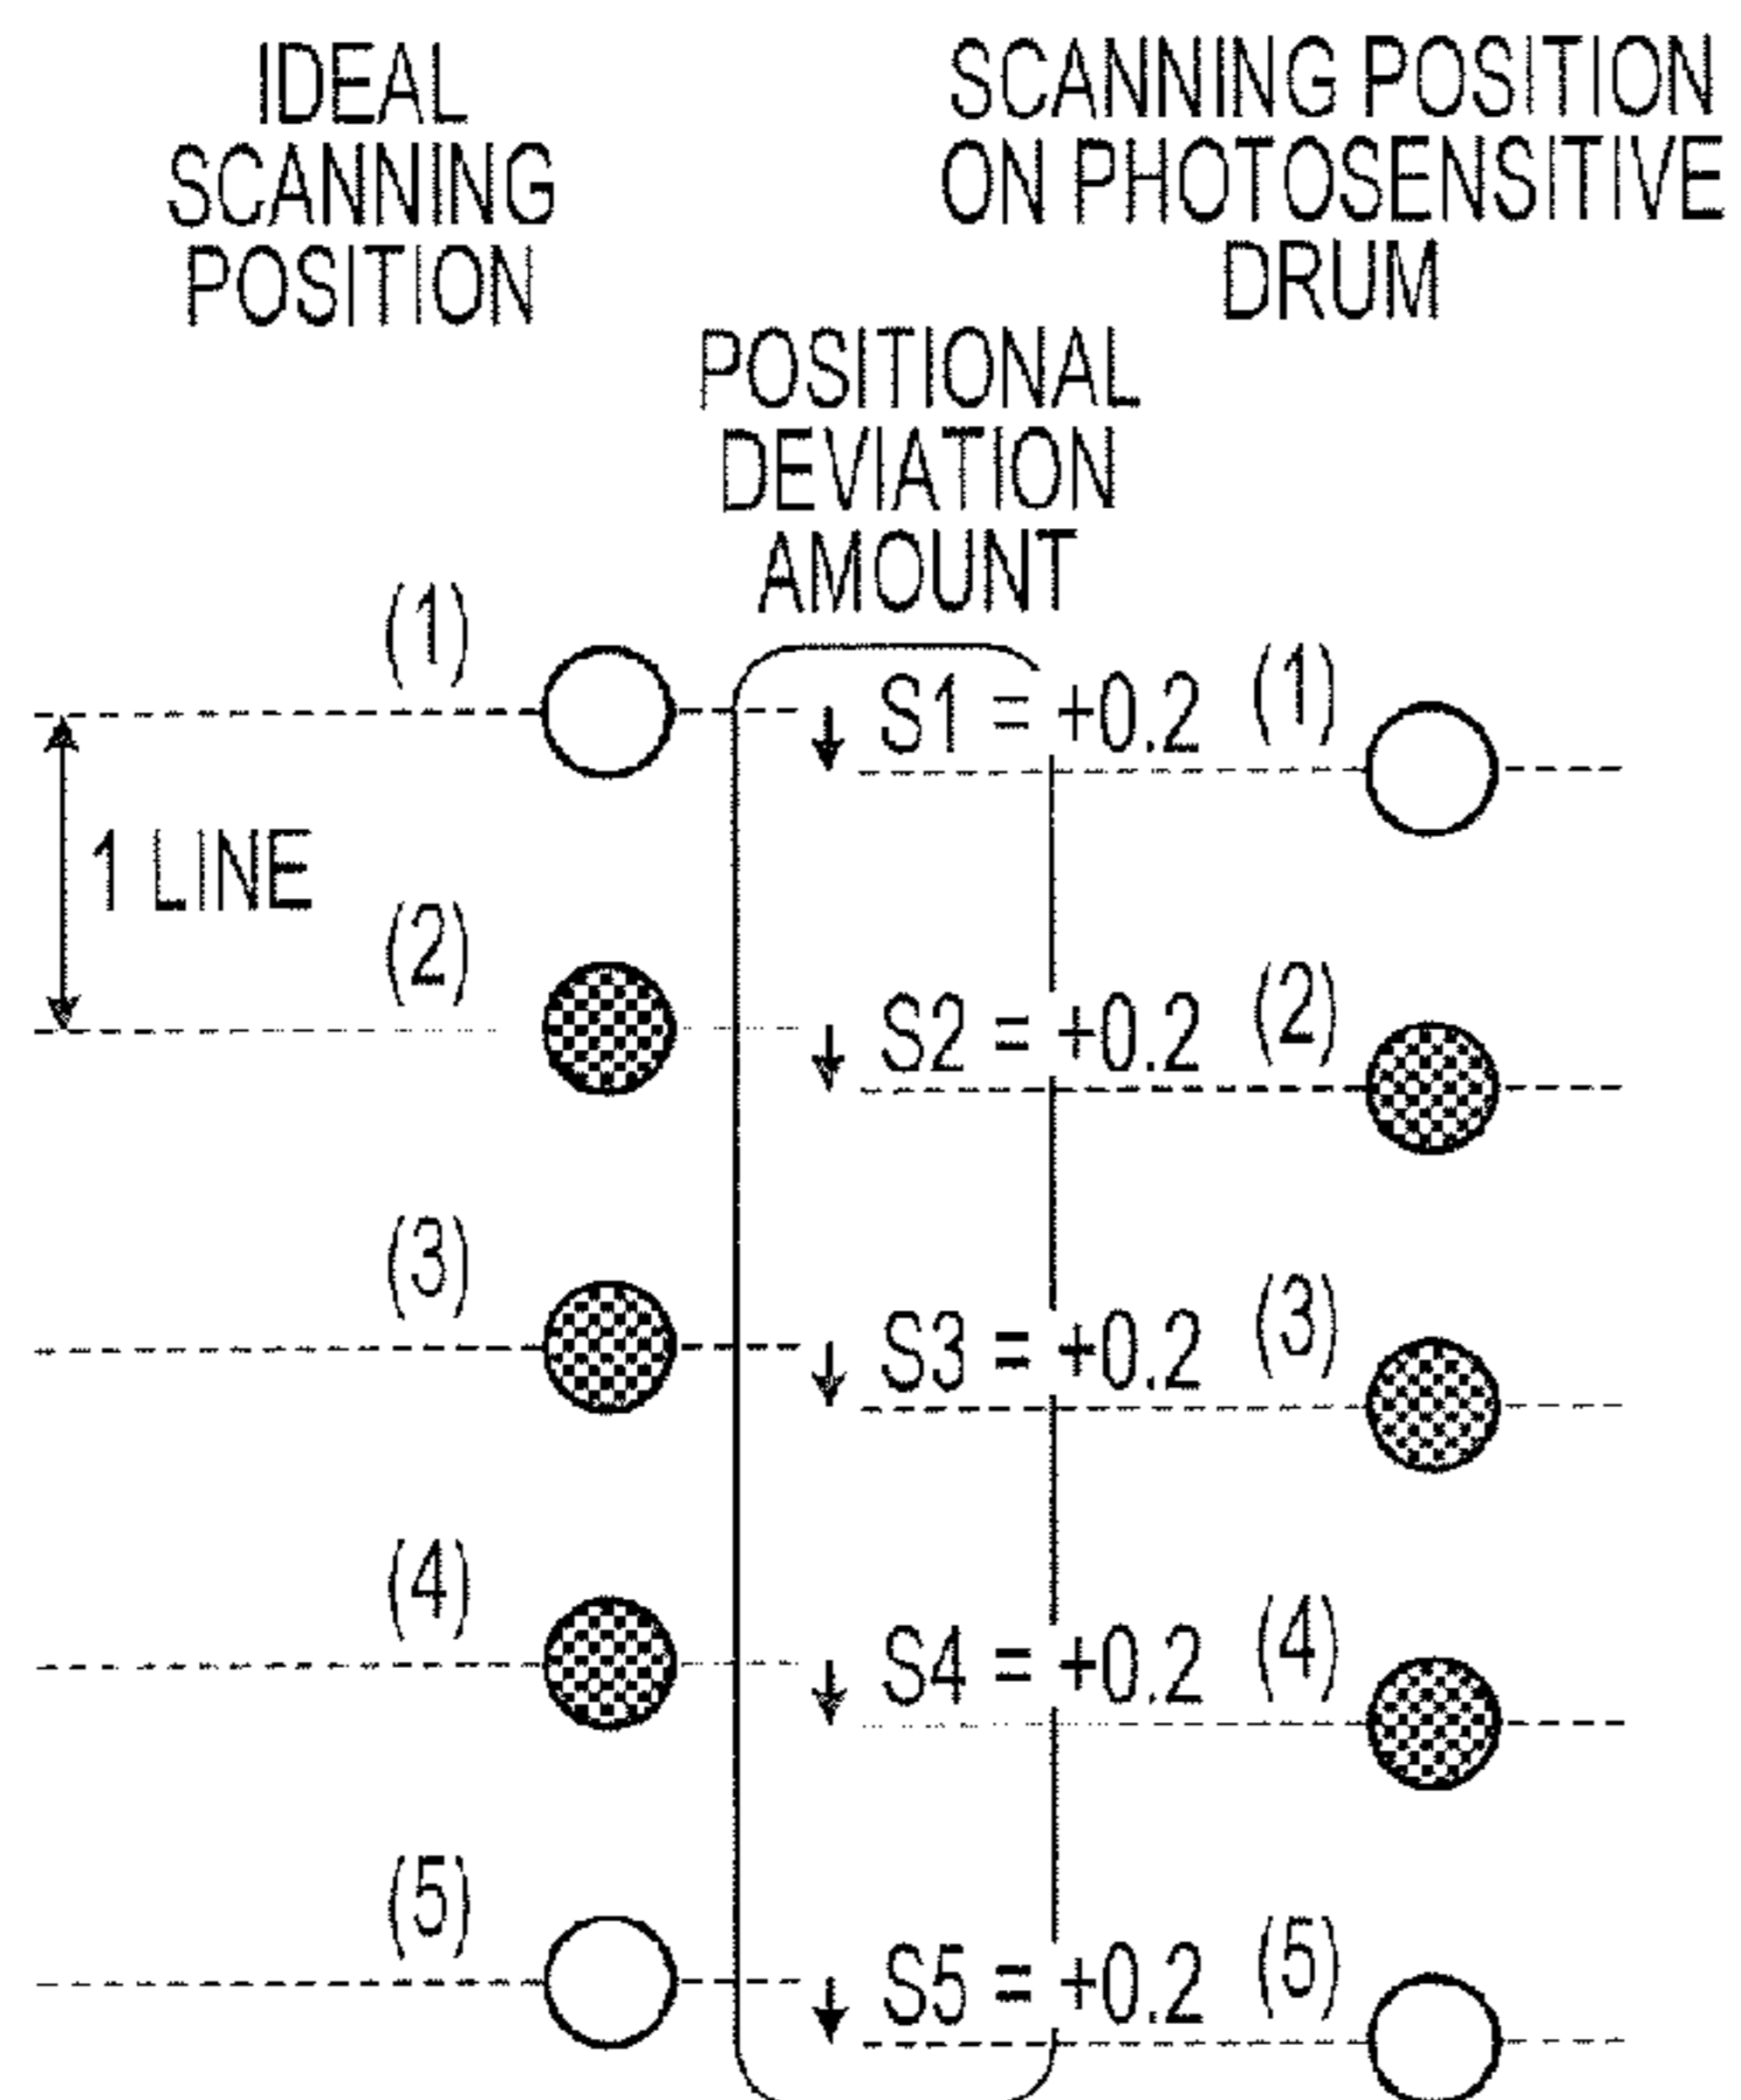 IDEAL
SCANNING
POSITION
SCANNING POSITION
ON PHOTOSENSITIVE
DRUM
POSITIONAL
DEVIATION
AMOUNT
(1)
S1 = +0.2 (1)
1 LINE
(2)
S2 = +0.2 (2)
(3)
S3 = +0.2 (3)
(4)
S4 = +0.2 (4)
(5)
S5 = +0.2 (5)